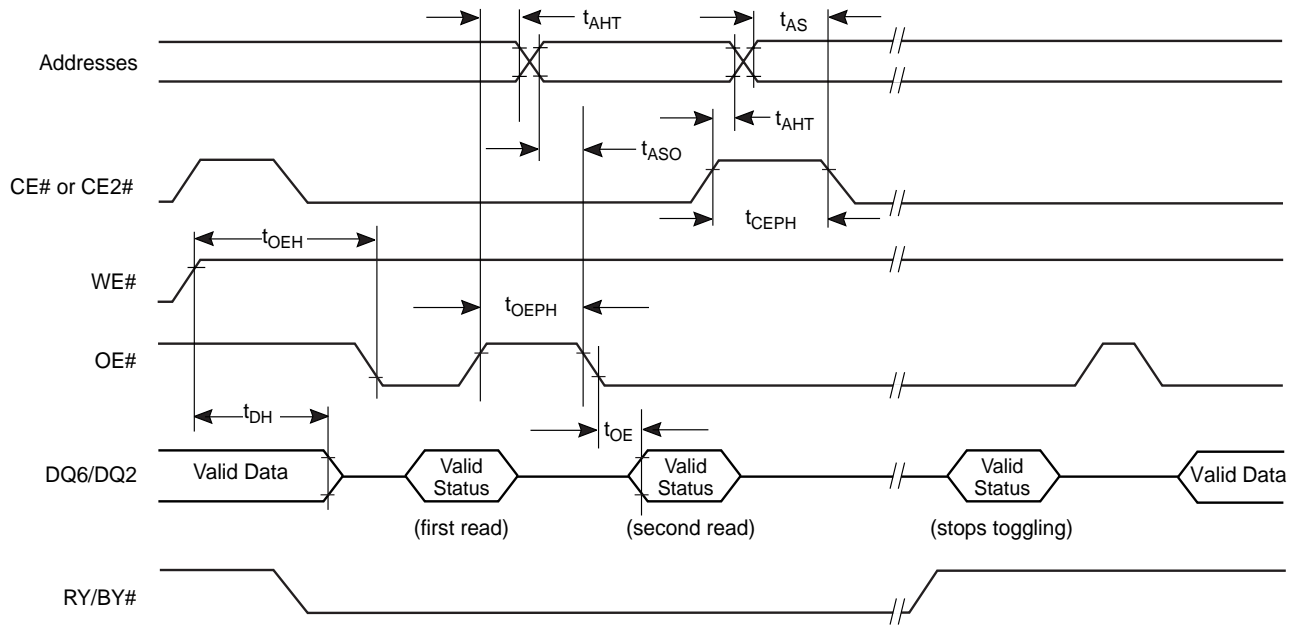 tAHT
tAS
Addresses
tAHT
tASO
CE# or CE2#
tCEPH
tOEH
WE#
tOEPH
OE#
tDH
tOE
DQ6/DQ2
Valid Data
Valid
Status
Valid
Status
Valid
Status
Valid Data
(first read)
(second read)
(stops toggling)
RY/BY#